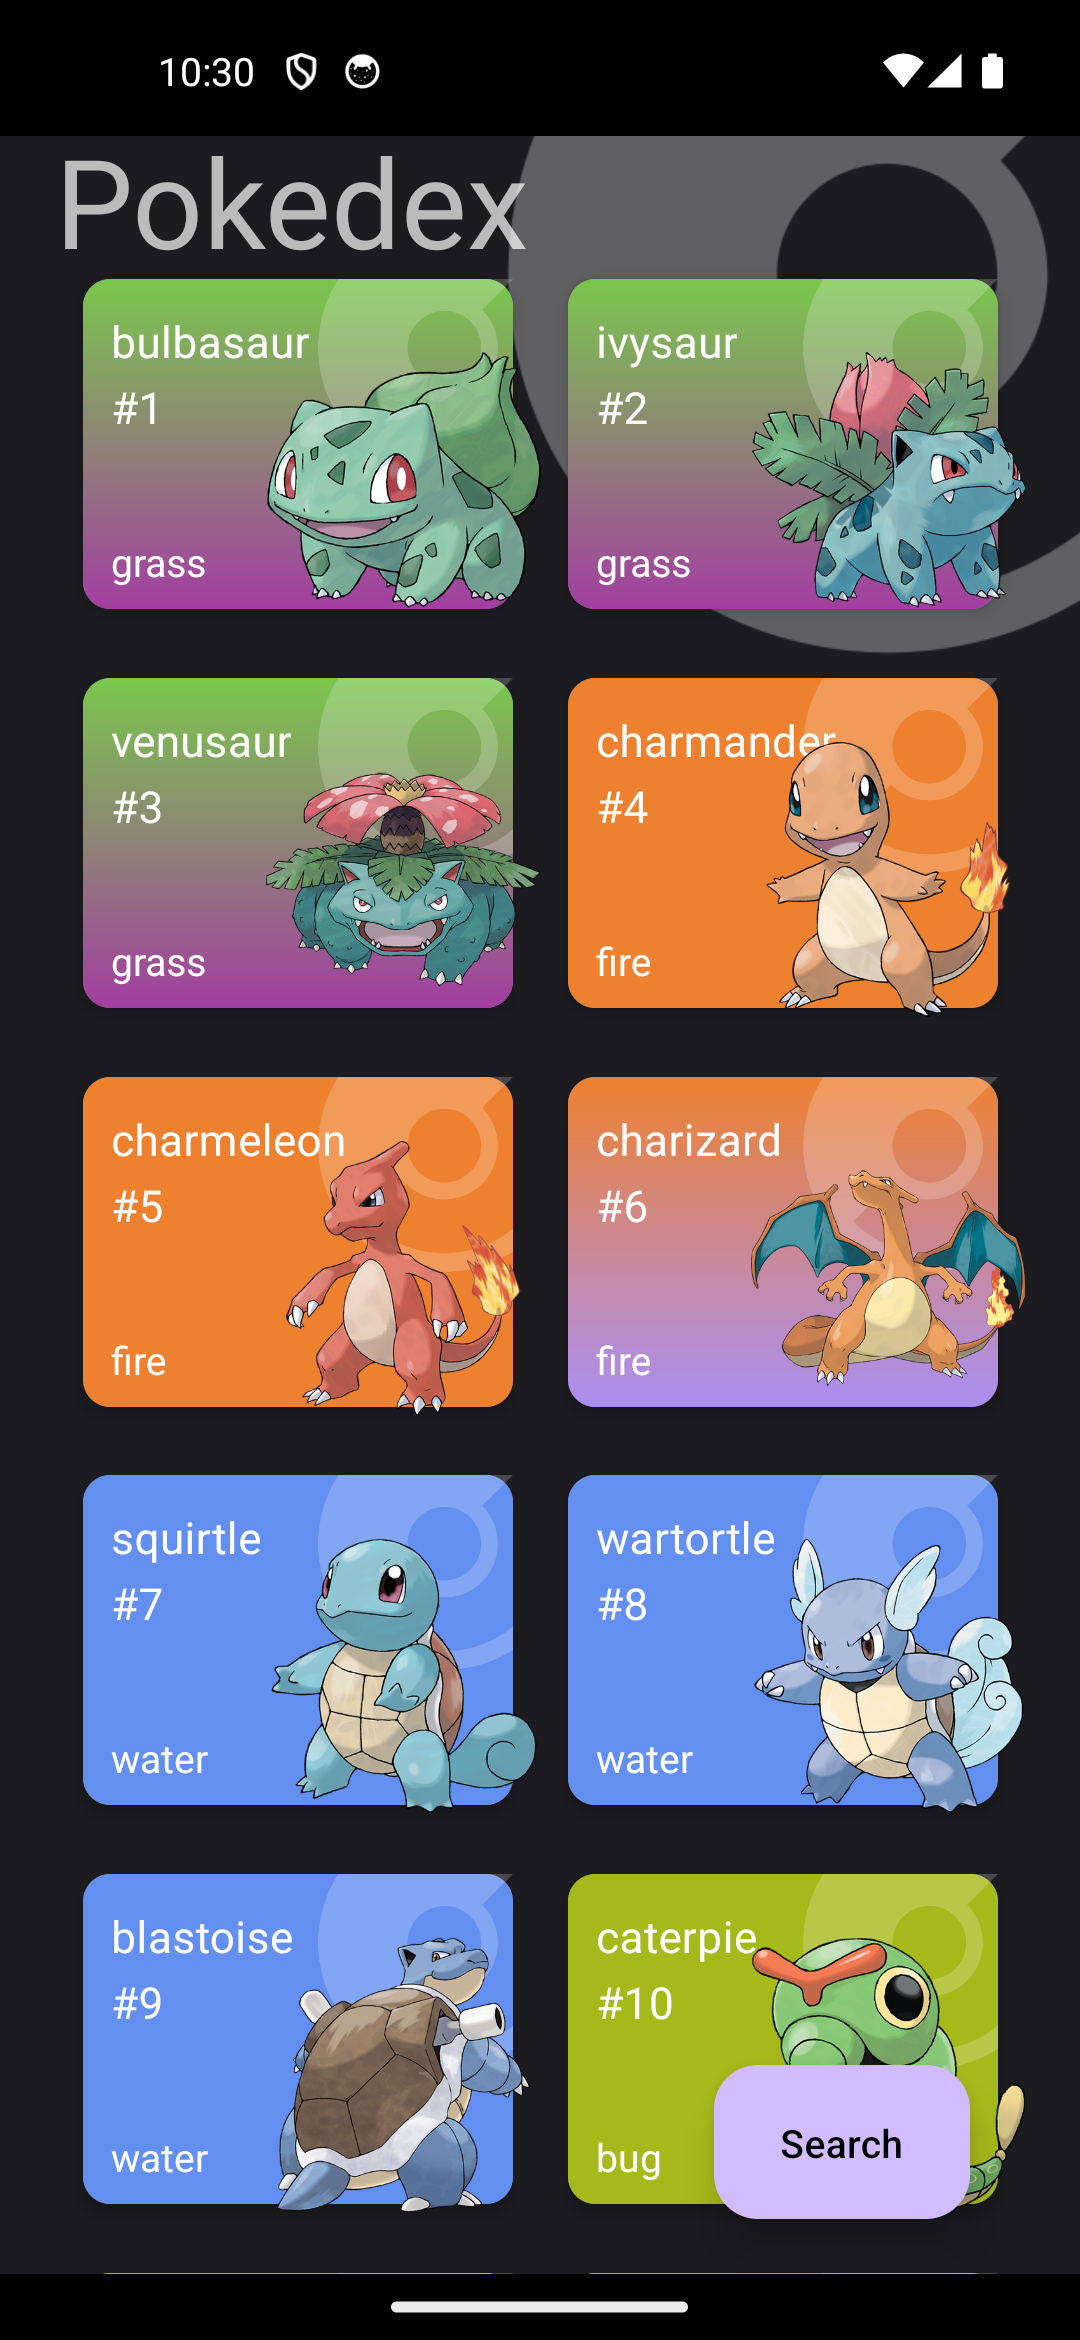 10:30
Pokedex
bulbasaur
#1
grass
ivysaur
#2
grass
venusaur
#3
grass
charmander
#4
fire
charmeleon
#5
fire
charizard
#6
fire
squirtle
#7
water
wartortle
#8
water
blastoise
#9
water
caterpie
#10
bug
Search